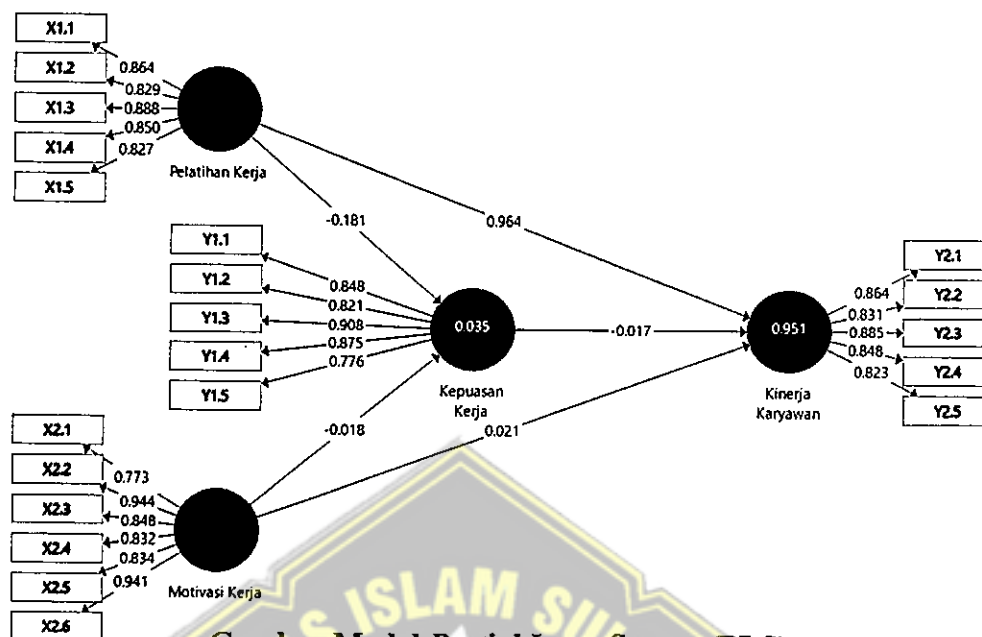 X1.1
X1.2
X1.3
X1.4
X1.5
0.864
0.829
0.888
0.850
0.827
Pelatihan Kerja
-0.181
0.964
Y1.1
Y1.2
Y1.3
Y1.4
Y1.5
0.848
0.821
0.908
0.875
0.776
0.035
Kepuasan
Kerja
-0.017
0.951
Kinerja
Karyawan
0.864
0.831
0.885
0.848
0.823
Y2.1
Y2.2
Y2.3
Y2.4
Y2.5
-0.018
0.021
X2.1
X2.2
X2.3
X2.4
X2.5
X2.6
0.773
0.944
0.848
0.832
0.834
0.941
Motivasi Kerja
ISLAM